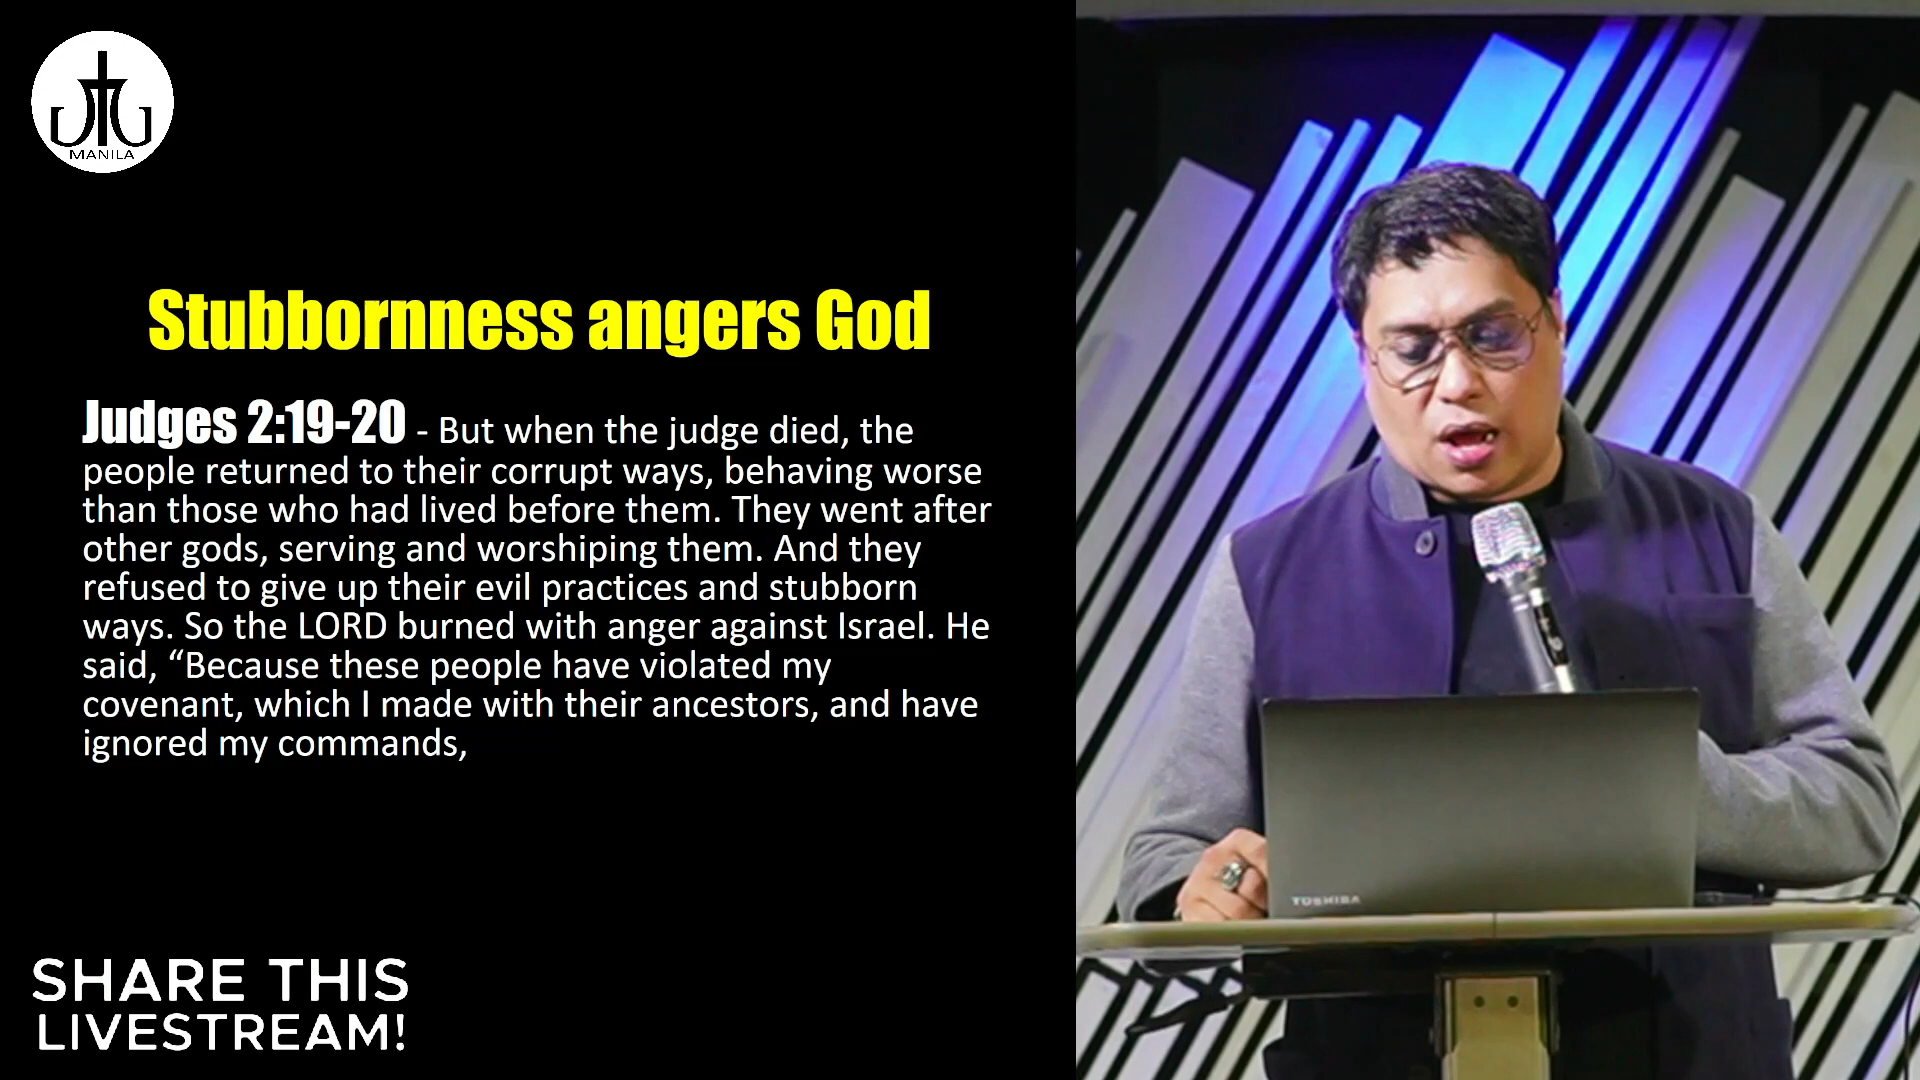 JTG
MANILA
Stubbornness angers God
Judges 2:19-20 - But when the judge died, the
people returned to their corrupt ways, behaving worse
than those who had lived before them. They went after
other gods, serving and worshiping them. And they
refused to give up their evil practices and stubborn
ways. So the LORD burned with anger against Israel. He
said, “Because these people have violated my
covenant, which I made with their ancestors, and have
ignored my commands,
SHARE THIS
LIVESTREAM!
TOSHIBA